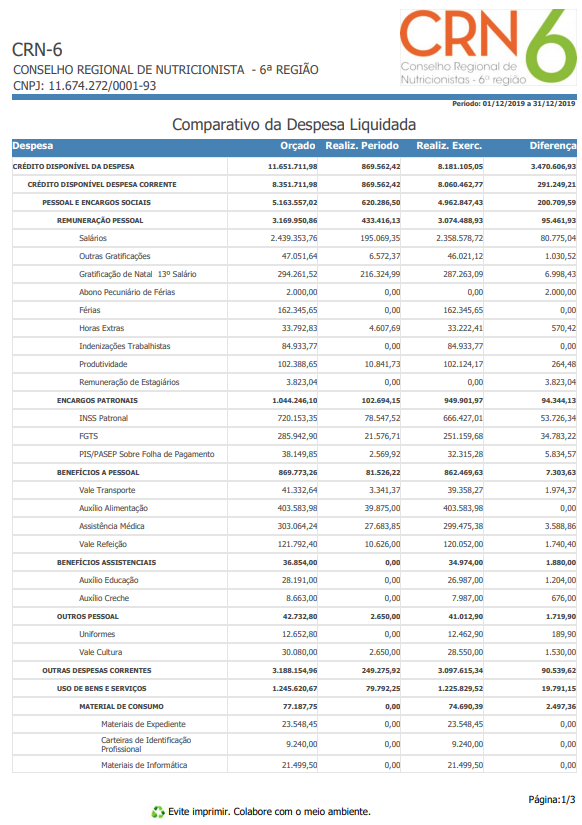 CRN-6
CONSELHO REGIONAL DE NUTRICIONISTA - 6ª REGIÃO
CNPJ: 11.674.272/0001-93
CRN6
Conselho Regional de
Nutricionistas - 6º região
Período: 01/12/2019 a 31/12/2019
Comparativo da Despesa Liquidada
Despesa Orçado Realiz. Período Realiz. Exerc. Diferença
CRÉDITO DISPONÍVEL DA DESPESA 11.651.711,98 869.562,42 8.181.105,05 3.470.606,93
CRÉDITO DISPONÍVEL DESPESA CORRENTE 8.351.711,98 869.562,42 8.060.462,77 291.249,21
PESSOAL E ENCARGOS SOCIAIS 5.163.557,02 620.286,50 4.962.847,43 200.709,59
REMUNERAÇÃO PESSOAL 3.169.950,86 433.416,13 3.074.488,93 95.461,93
Salários 2.439.353,76 195.069,35 2.358.578,72 80.775,04
Outras Gratificações 47.051,64 6.572,37 46.021,12 1.030,52
Gratificação de Natal 13º Salário 294.261,52 216.324,99 287.263,09 6.998,43
Abono Pecuniário de Férias 2.000,00 0,00 0,00 2.000,00
Férias 162.345,65 0,00 162.345,65 0,00
Horas Extras 33.792,83 4.607,69 33.222,41 570,42
Indenizações Trabalhistas 84.933,77 0,00 84.933,77 0,00
Produtividade 102.388,65 10.841,73 102.124,17 264,48
Remuneração de Estagiários 3.823,04 0,00 0,00 3.823,04
ENCARGOS PATRONAIS 1.044.246,10 102.694,15 949.901,97 94.344,13
INSS Patronal 720.153,35 78.547,52 666.427,01 53.726,34
FGTS 285.942,90 21.576,71 251.159,68 34.783,22
PIS/PASEP Sobre Folha de Pagamento 38.149,85 2.569,92 32.315,28 5.834,57
BENEFÍCIOS A PESSOAL 869.773,26 81.526,22 862.469,63 7.303,63
Vale Transporte 41.332,64 3.341,37 39.358,27 1.974,37
Auxílio Alimentação 403.583,98 39.875,00 403.583,98 0,00
Assistência Médica 303.064,24 27.683,85 299.475,38 3.588,86
Vale Refeição 121.792,40 10.626,00 120.052,00 1.740,40
BENEFÍCIOS ASSISTENCIAIS 36.854,00 0,00 34.974,00 1.880,00
Auxílio Educação 28.191,00 0,00 26.987,00 1.204,00
Auxílio Creche 8.663,00 0,00 7.987,00 676,00
OUTROS PESSOAL 42.732,80 2.650,00 41.012,90 1.719,90
Uniformes 12.652,80 0,00 12.462,90 189,90
Vale Cultura 30.080,00 2.650,00 28.550,00 1.530,00
OUTRAS DESPESAS CORRENTES 3.188.154,96 249.275,92 3.097.615,34 90.539,62
USO DE BENS E SERVIÇOS 1.245.620,67 79.792,25 1.225.829,52 19.791,15
MATERIAL DE CONSUMO 77.187,75 0,00 74.690,39 2.497,36
Materiais de Expediente 23.548,45 0,00 23.548,45 0,00
Carteiras de Identificação
Profissional 9.240,00 0,00 9.240,00 0,00
Materiais de Informática 21.499,50 0,00 21.499,50 0,00
Página:1/3
Evite imprimir. Colabore com o meio ambiente.